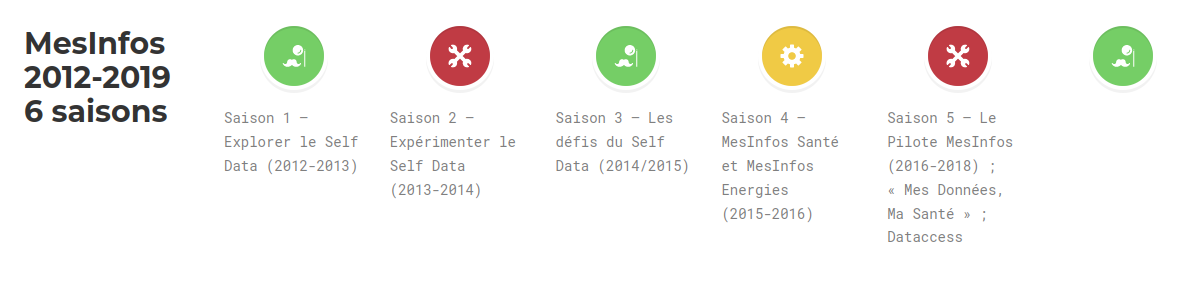 MesInfos
2012-2019
6 saisons
Saison 1 –
Explorer le Self
Data (2012-2013)
Saison 2 –
Expérimenter le
Self Data
(2013-2014)
Saison 3 – Les
défis du Self
Data (2014/2015)
Saison 4 –
MesInfos Santé
et MesInfos
Energies
(2015-2016)
Saison 5 – Le
Pilote MesInfos
(2016-2018) ;
« Mes Données,
Ma Santé » ;
Dataccess